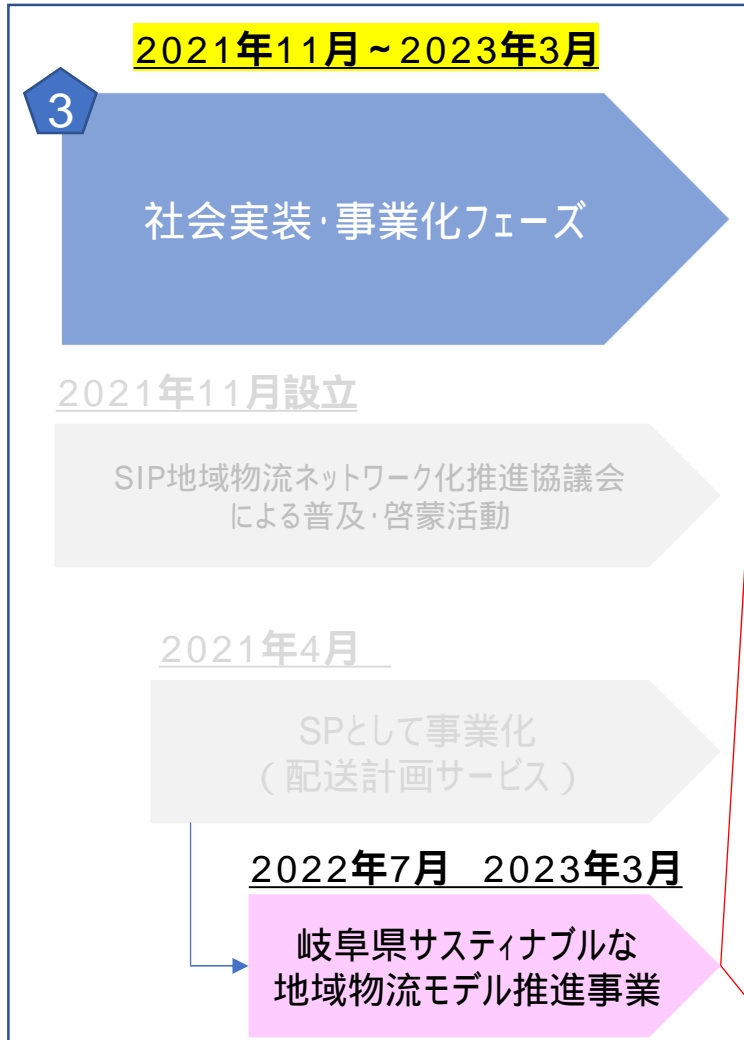 2021年11月~2023年3月
3
社会実装・事業化フェーズ
2021年11月設立
SIP地域物流ネットワーク化推進協議会
による普及・啓蒙活動
2021年4月
SPとして事業化
(配送計画サービス)
2022年7月 2023年3月
岐阜県サスティナブルな
地域物流モデル推進事業